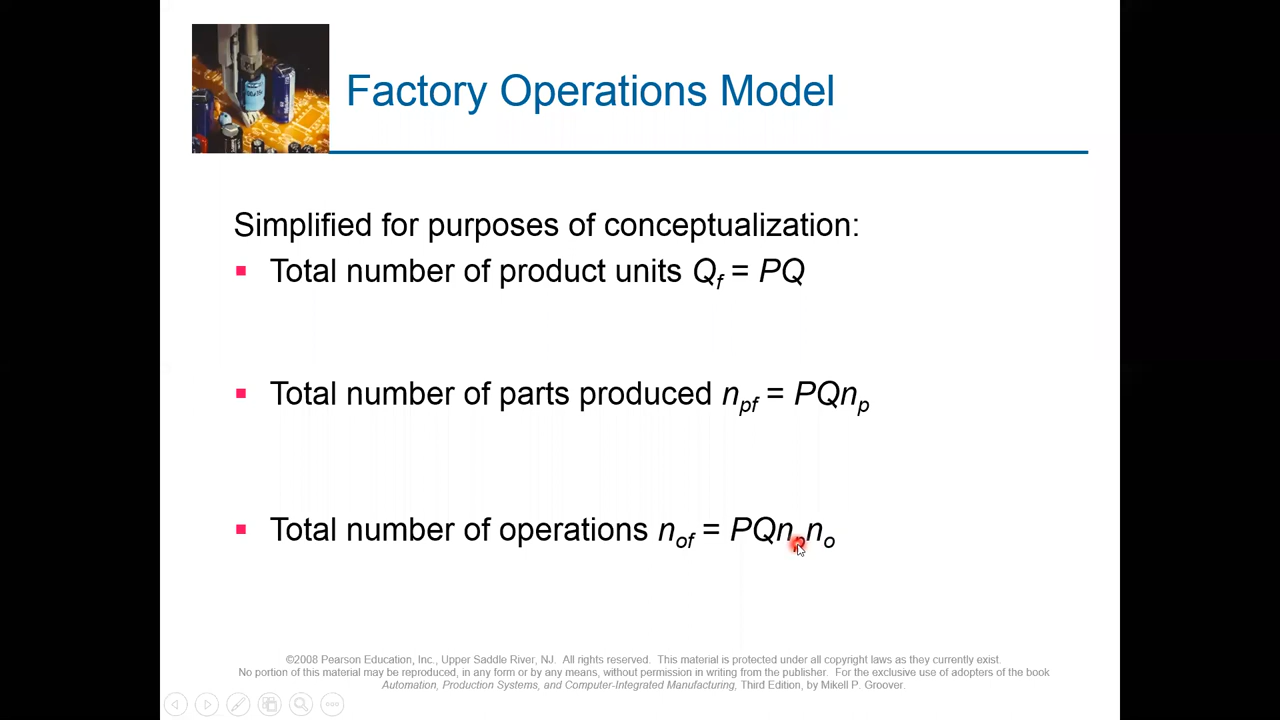 Factory Operations Model
Simplified for purposes of conceptualization:
Total number of product units Qf = PQ
Total number of parts produced npf = PQnp
Total number of operations nof = PQnpno
©2008 Pearson Education, Inc., Upper Saddle River, NJ. All rights reserved. This material is protected under all copyright laws as they currently exist.
No portion of this material may be reproduced, in any form or by any means, without permission in writing from the publisher. For the exclusive use of adopters of the book
Automation, Production Systems, and Computer-Integrated Manufacturing, Third Edition, by Mikell P. Groover.